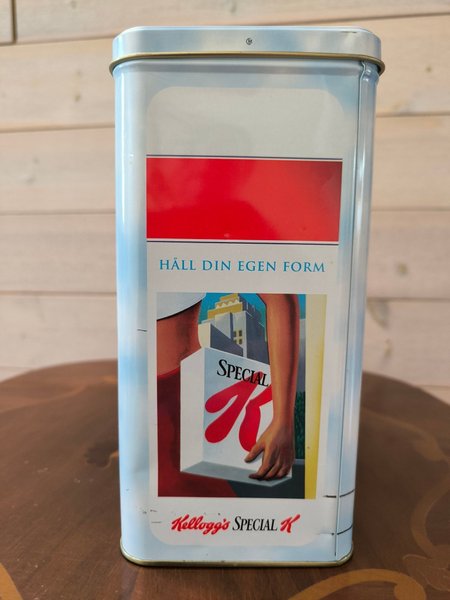 HÅLL DIN EGEN FORM
SPECIAL
K
Kellogg's SPECIAL K